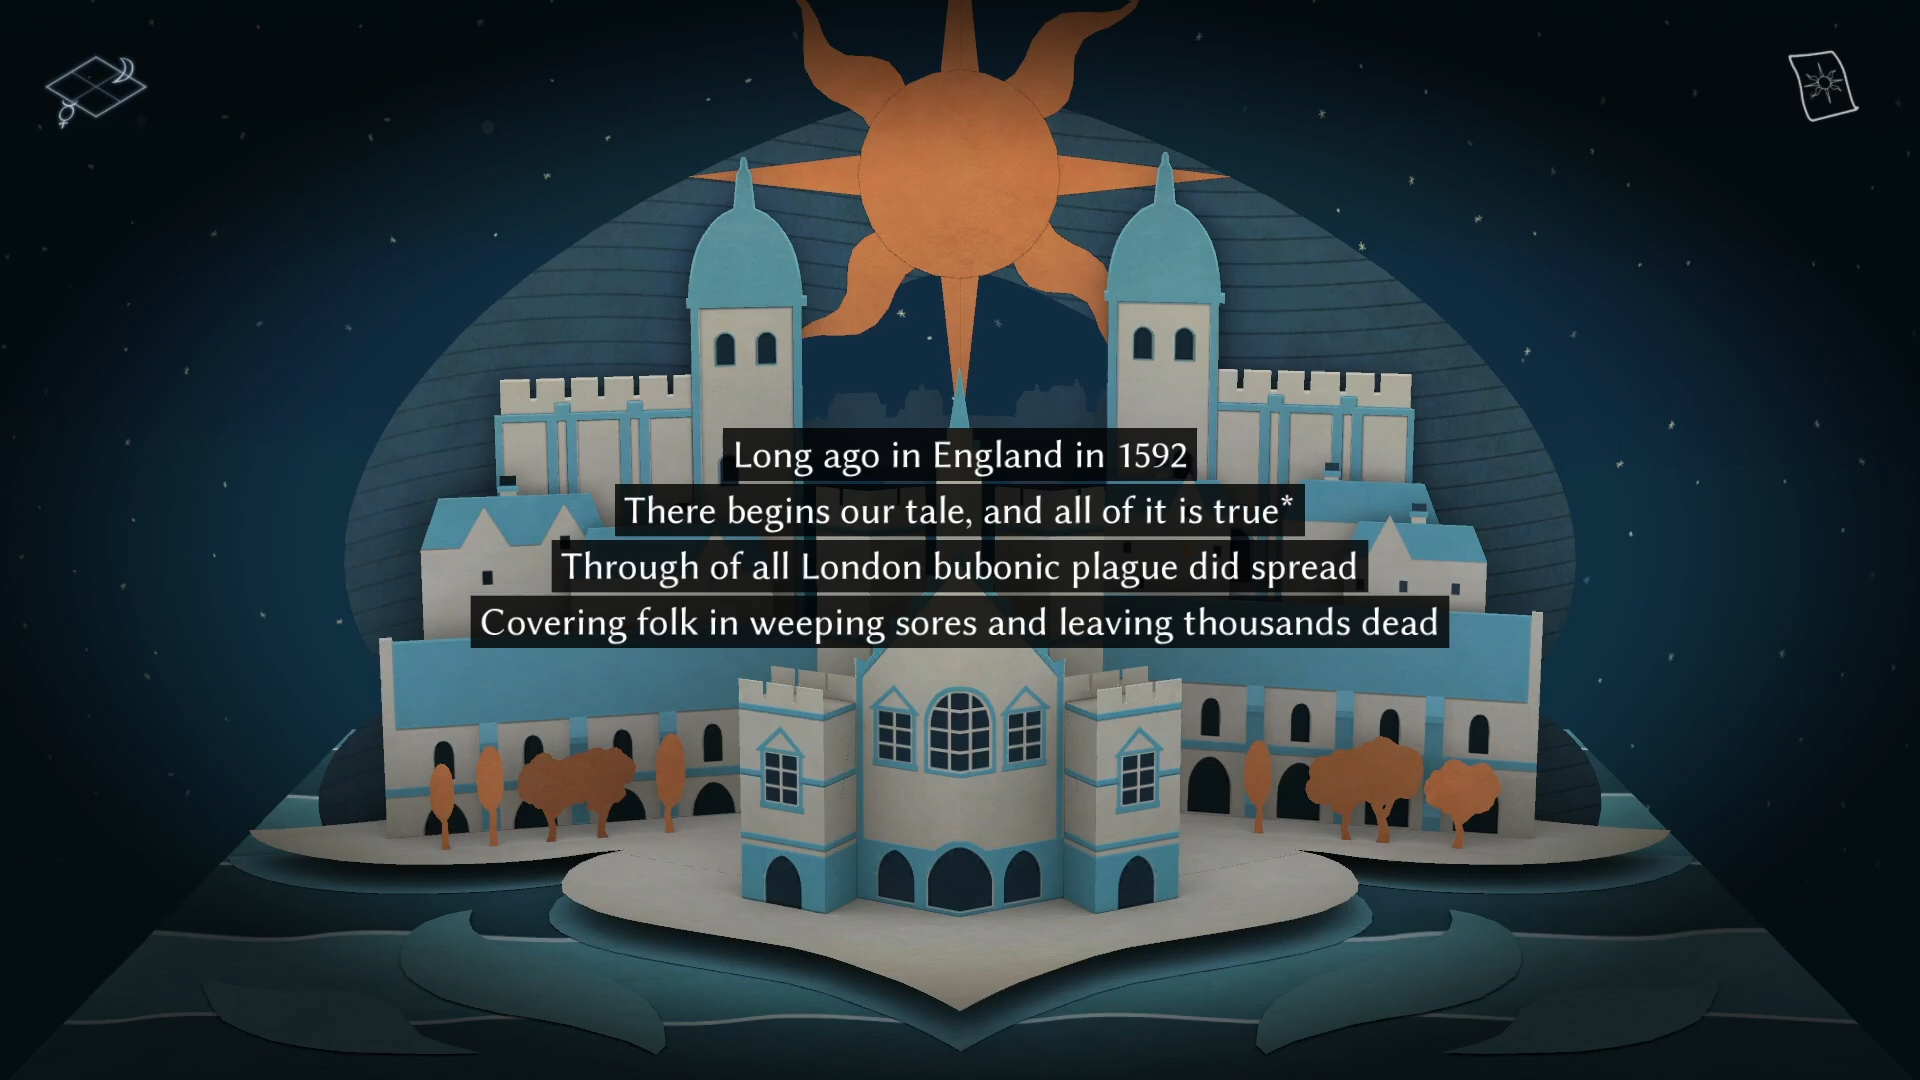 Long ago in England in 1592
There begins our tale, and all of it is true*
Through of all London bubonic plague did spread
Covering folk in weeping sores and leaving thousands dead